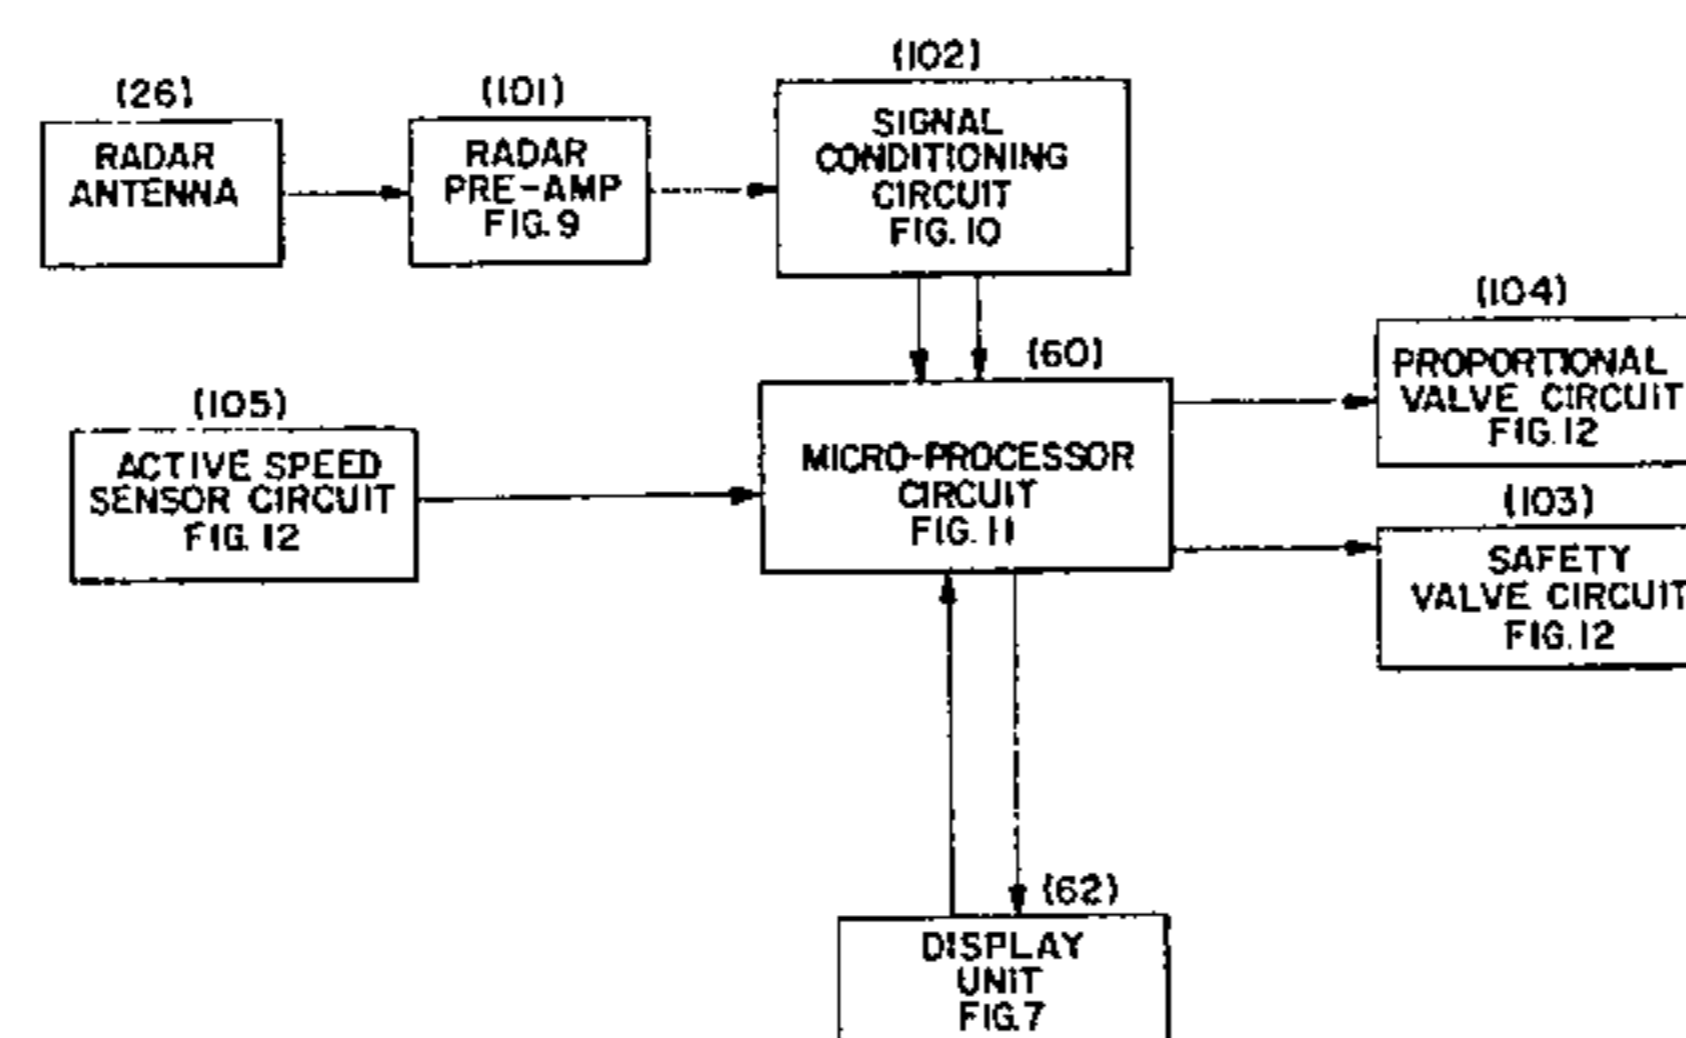 (26)
RADAR
ANTENNA
(101)
RADAR
PRE-AMP
FIG. 9
(102)
SIGNAL
CONDITIONING
CIRCUIT
FIG. 10
(105)
ACTIVE SPEED
SENSOR CIRCUIT
FIG. 12
(60)
MICRO-PROCESSOR
CIRCUIT
FIG. 11
(104)
PROPORTIONAL
VALVE CIRCUIT
FIG. 12
(103)
SAFETY
VALVE CIRCUIT
FIG. 12
(62)
DISPLAY
UNIT
FIG. 7